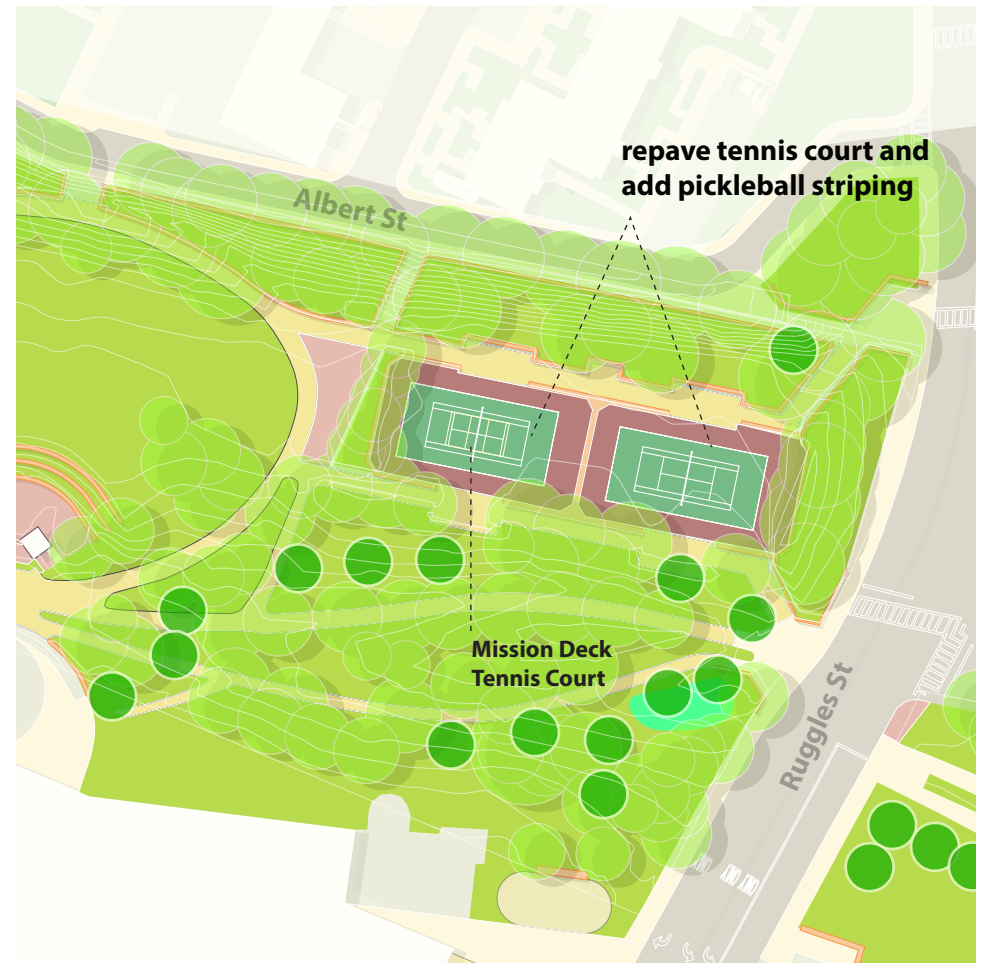 repave tennis court and
add pickleball striping
Albert St
Mission Deck
Tennis Court
Ruggles St